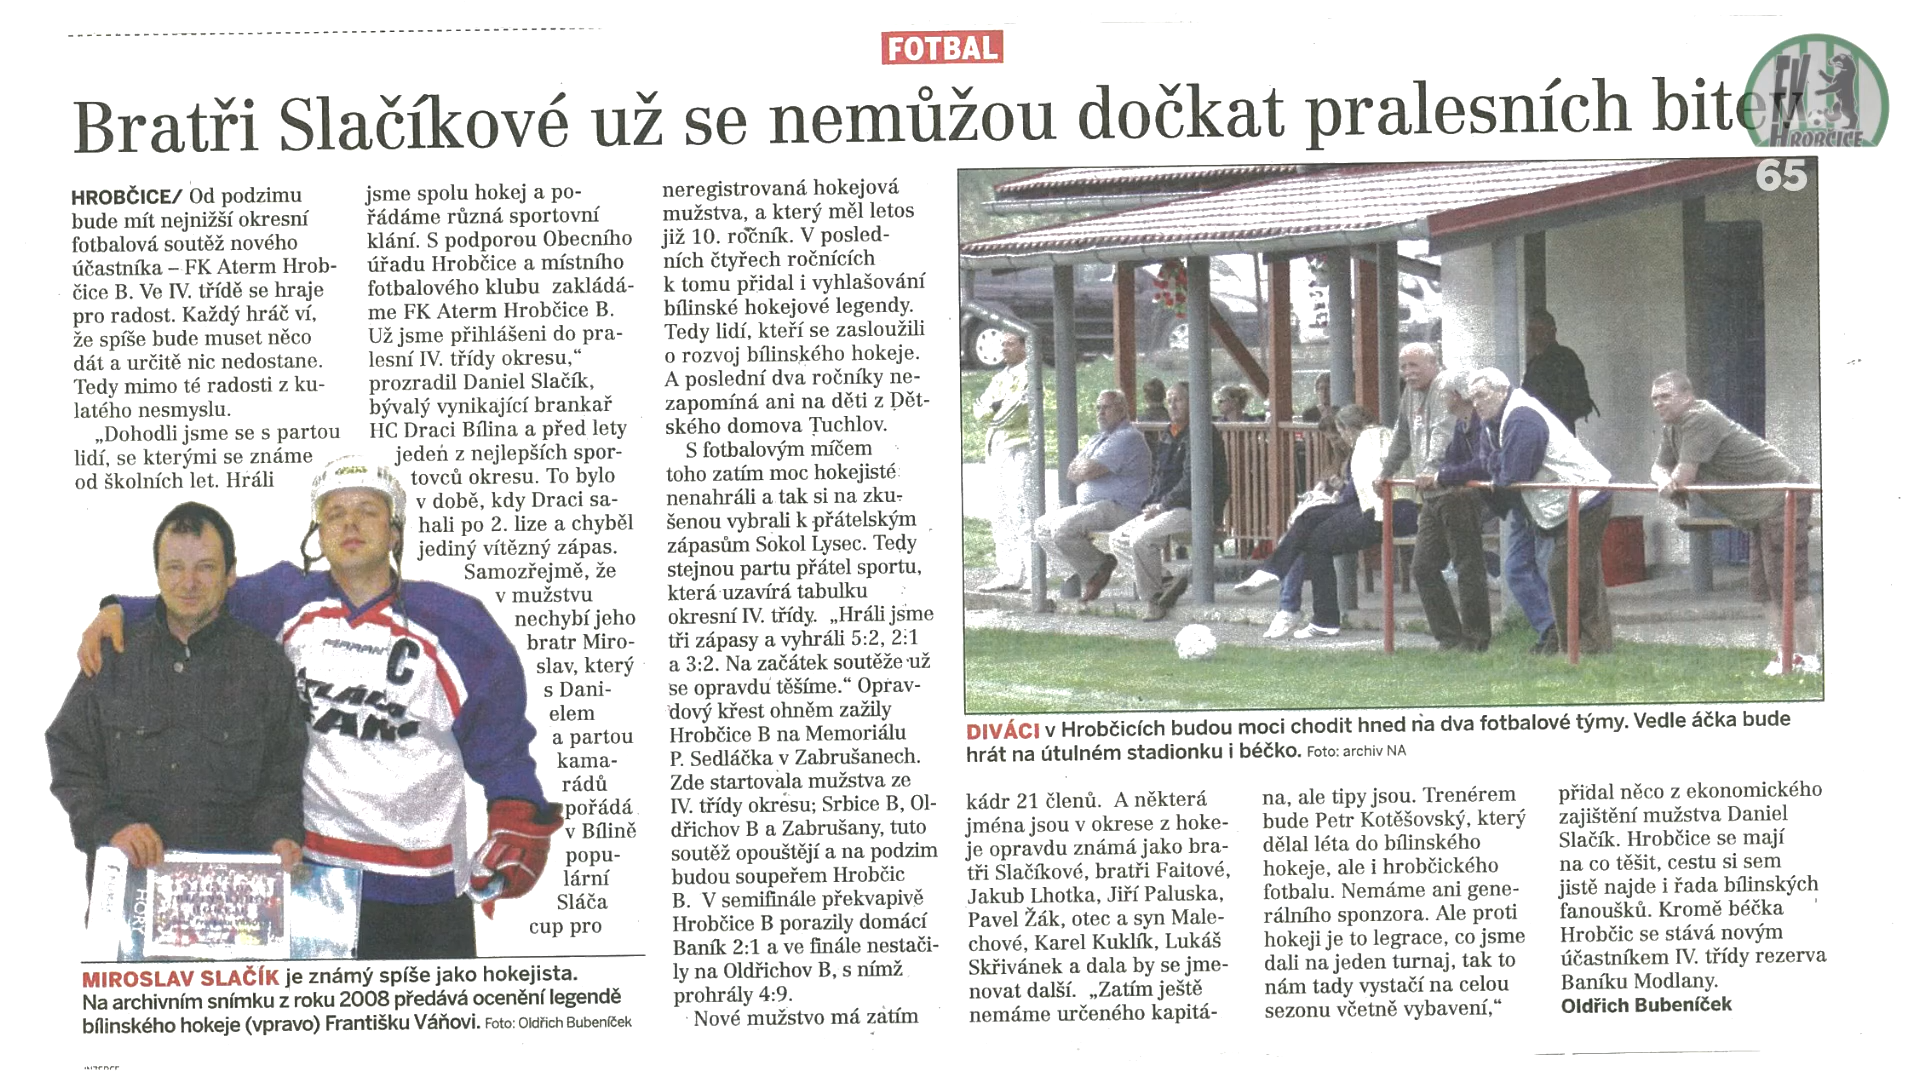 FOTBAL
Bratři Slačíkové už se nemůžou dočkat pralesních bitev
FK
HROBČICE
65
HROBČICE/ Od podzimu
bude mít nejnižší okresní
fotbalová soutěž nového
účastníka – FK Aterm Hrob-
čice B. Ve IV. třídě se hraje
pro radost. Každý hráč ví,
že spíše bude muset něco
dát a určitě nic nedostane.
Tedy mimo té radosti z ku-
latého nesmyslu.
„Dohodli jsme se s partou
lidí, se kterými se známe
od školních let. Hráli
jsme spolu hokej a po-
řádáme různá sportovní
klání. S podporou Obecního
úřadu Hrobčice a místního
fotbalového klubu zakládá-
me FK Aterm Hrobčice B.
Už jsme přihlášeni do pra-
lesní IV. třídy okresu,“
prozradil Daniel Slačík,
bývalý vynikající brankař
HC Draci Bílina a před lety
jeden z nejlepších spor-
tovců okresu. To bylo
v době, kdy Draci sa-
hali po 2. lize a chyběl
jediný vítězný zápas.
Samozřejmě, že
v mužstvu
nechybí jeho
bratr Miro-
slav, který
s Dani-
elem
a partou
kama-
rádů
pořádá
v Bílině
popu-
lární
Sláča
cup pro
neregistrovaná hokejová
mužstva, a který měl letos
již 10. ročník. V posled-
ních čtyřech ročnících
k tomu přidal i vyhlašování
bílinské hokejové legendy.
Tedy lidí, kteří se zasloužili
o rozvoj bílinského hokeje.
A poslední dva ročníky ne-
zapomíná ani na děti z Dět-
ského domova Tuchlov.
S fotbalovým míčem
toho zatím moc hokejisté
nenahráli a tak si na zku-
šenou vybrali k přátelským
zápasům Sokol Lysec. Tedy
stejnou partu přátel sportu,
která uzavírá tabulku
okresní IV. třídy. „Hráli jsme
tři zápasy a vyhráli 5:2, 2:1
a 3:2. Na začátek soutěže už
se opravdu těšíme.“ Oprav-
dový křest ohněm zažily
Hrobčice B na Memoriálu
P. Sedláčka v Zabrušanech.
Zde startovala mužstva ze
IV. třídy okresu; Srbice B, Ol-
dřichov B a Zabrušany, tuto
soutěž opouštějí a na podzim
budou soupeřem Hrobčic
B. V semifinále překvapivě
Hrobčice B porazily domácí
Baník 2:1 a ve finále nestači-
ly na Oldřichov B, s nímž
prohrály 4:9.
Nové mužstvo má zatím
MARAN
C
HORY
MIROSLAV SLAČÍK je známý spíše jako hokejista.
Na archivním snímku z roku 2008 předává ocenění legendě
bílinského hokeje (vpravo) Františku Váňovi. Foto: Oldřich Bubeníček
DIVÁCI v Hrobčicích budou moci chodit hned na dva fotbalové týmy. Vedle áčka bude
hrát na útulném stadionku i béčko. Foto: archiv NA
kádr 21 členů. A některá
jména jsou v okrese z hoke-
je opravdu známá jako bra-
tři Slačíkové, bratři Faitové,
Jakub Lhotka, Jiří Paluska,
Pavel Žák, otec a syn Male-
chové, Karel Kuklík, Lukáš
Skřivánek a dala by se jme-
novat další. „Zatím ještě
nemáme určeného kapitá-
na, ale tipy jsou. Trenérem
bude Petr Kotěšovský, který
dělal léta do bílinského
hokeje, ale i hrobčického
fotbalu. Nemáme ani gene-
rálního sponzora. Ale proti
hokeji je to legrace, co jsme
dali na jeden turnaj, tak to
nám tady vystačí na celou
sezonu včetně vybavení,“
přidal něco z ekonomického
zajištění mužstva Daniel
Slačík. Hrobčice se mají
na co těšit, cestu si sem
jistě najde i řada bílinských
fanoušků. Kromě béčka
Hrobčic se stává novým
účastníkem IV. třídy rezerva
Baníku Modlany.
Oldřich Bubeníček